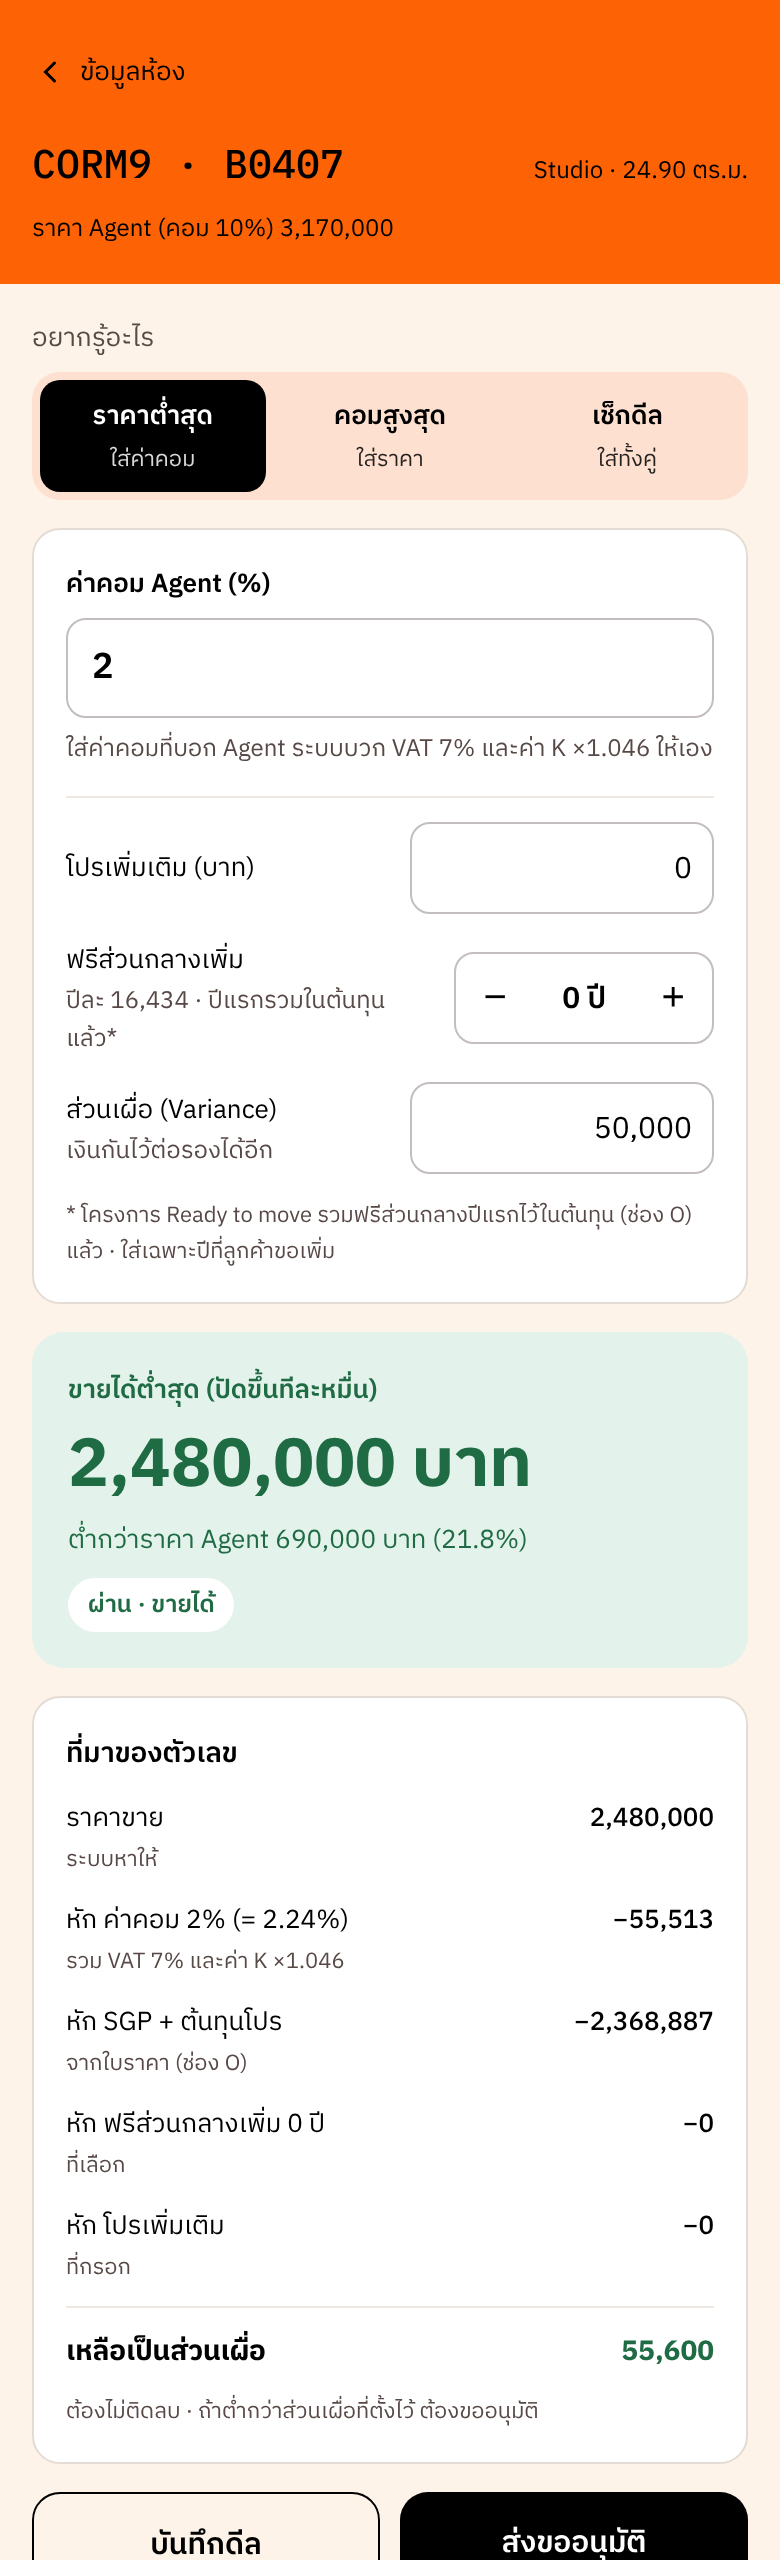 ข้อมูลห้อง
CORM9 · B0407
Studio · 24.90 ตร.ม.
ราคา Agent (คอม 10%) 3,170,000
อยากรู้อะไร
ราคาต่ำสุด
ใส่ค่าคอม
คอมสูงสุด
ใส่ราคา
เช็กดีล
ใส่ทั้งคู่
ค่าคอม Agent (%)
2
ใส่ค่าคอมที่บอก Agent ระบบบวก VAT 7% และค่า K ×1.046 ให้เอง
โปรเพิ่มเติม (บาท)
0
ฟรีส่วนกลางเพิ่ม
ปีละ 16,434 · ปีแรกรวมในต้นทุน
แล้ว*
− 0 ปี +
ส่วนเผื่อ (Variance)
เงินกันไว้ต่อรองได้อีก
50,000
* โครงการ Ready to move รวมฟรีส่วนกลางปีแรกไว้ในต้นทุน (ช่อง O)
แล้ว · ใส่เฉพาะปีที่ลูกค้าขอเพิ่ม
ขายได้ต่ำสุด (ปัดขึ้นทีละหมื่น)
2,480,000 บาท
ต่ำกว่าราคา Agent 690,000 บาท (21.8%)
ผ่าน · ขายได้
ที่มาของตัวเลข
ราคาขาย 2,480,000
ระบบหาให้
หัก ค่าคอม 2% (= 2.24%) −55,513
รวม VAT 7% และค่า K ×1.046
หัก SGP + ต้นทุนโปร −2,368,887
จากใบราคา (ช่อง O)
หัก ฟรีส่วนกลางเพิ่ม 0 ปี −0
ที่เลือก
หัก โปรเพิ่มเติม −0
ที่กรอก
เหลือเป็นส่วนเผื่อ 55,600
ต้องไม่ติดลบ · ถ้าต่ำกว่าส่วนเผื่อที่ตั้งไว้ ต้องขออนุมัติ
บันทึกดีล
ส่งขออนุมัติ